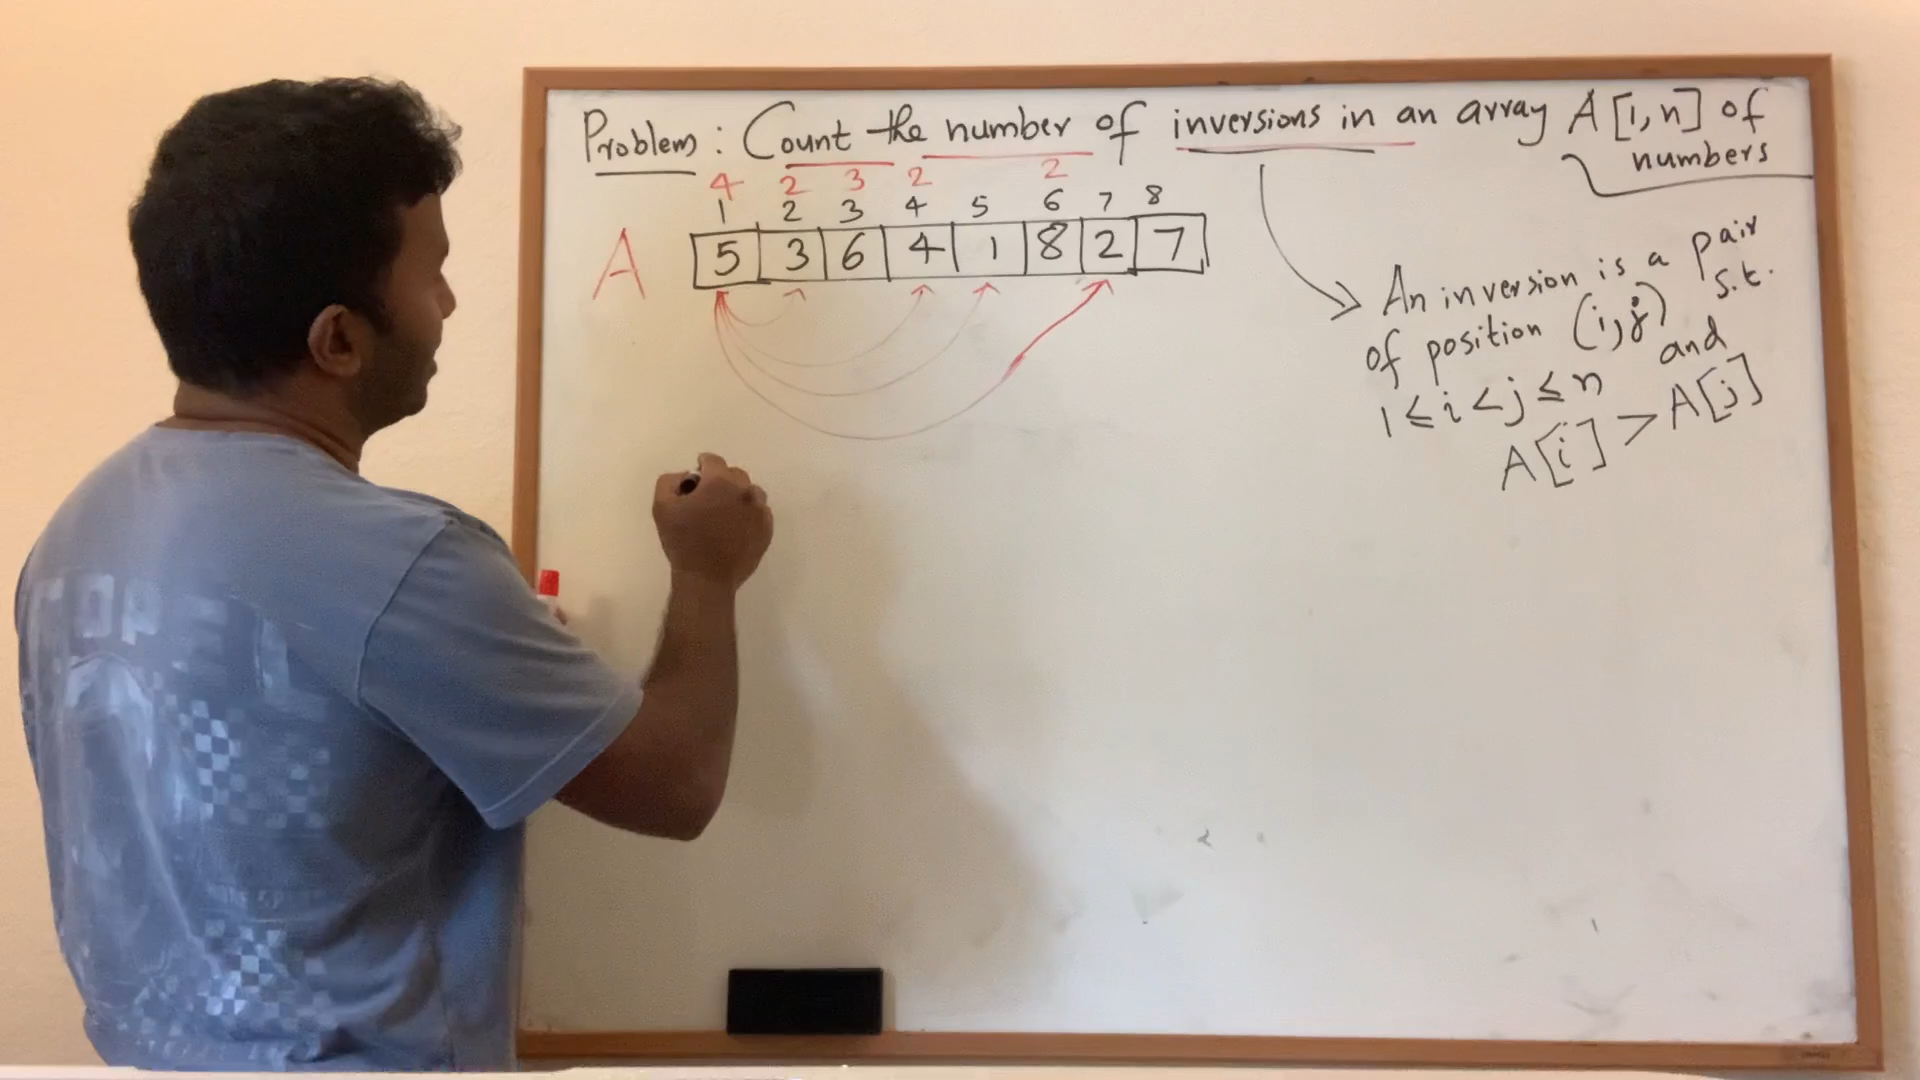 Problem: Count the number of inversions in an array A[1,n] of
numbers
4 2 3 2 2
1 2 3 4 5 6 7 8
A 5 3 6 4 1 8 2 7
An inversion is a pair
of position (i,j) s.t.
1 ≤ i < j ≤ n and
A[i] > A[j]